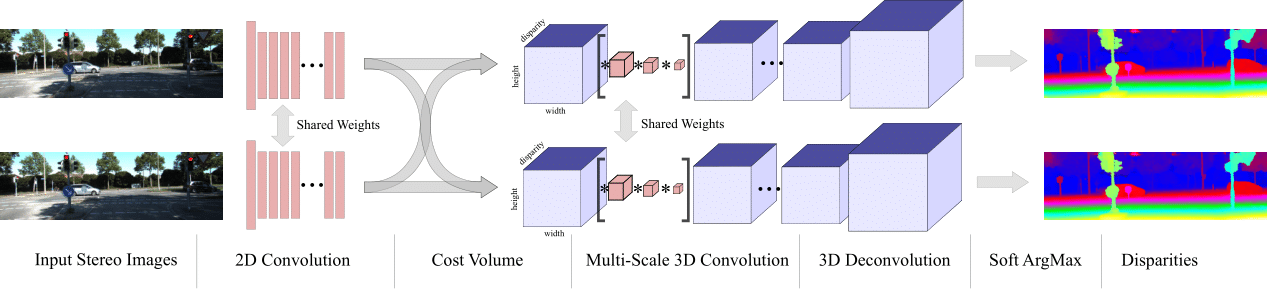 disparity
height
width
Shared Weights
Shared Weights
disparity
height
width
Input Stereo Images
2D Convolution
Cost Volume
Multi-Scale 3D Convolution
3D Deconvolution
Soft ArgMax
Disparities